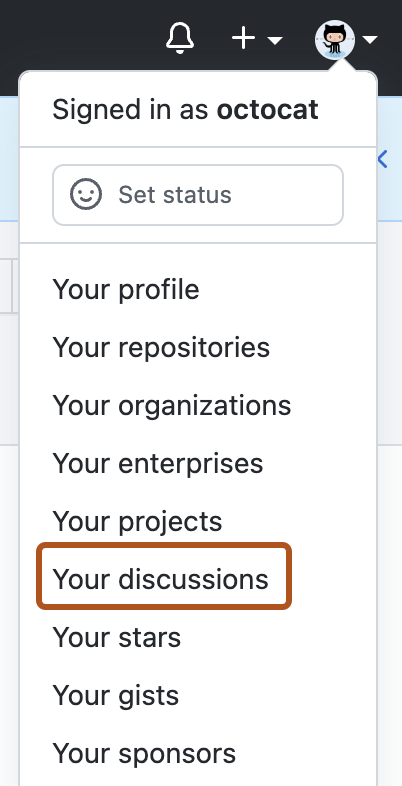 Signed in as octocat
Set status
Your profile
Your repositories
Your organizations
Your enterprises
Your projects
Your discussions
Your stars
Your gists
Your sponsors